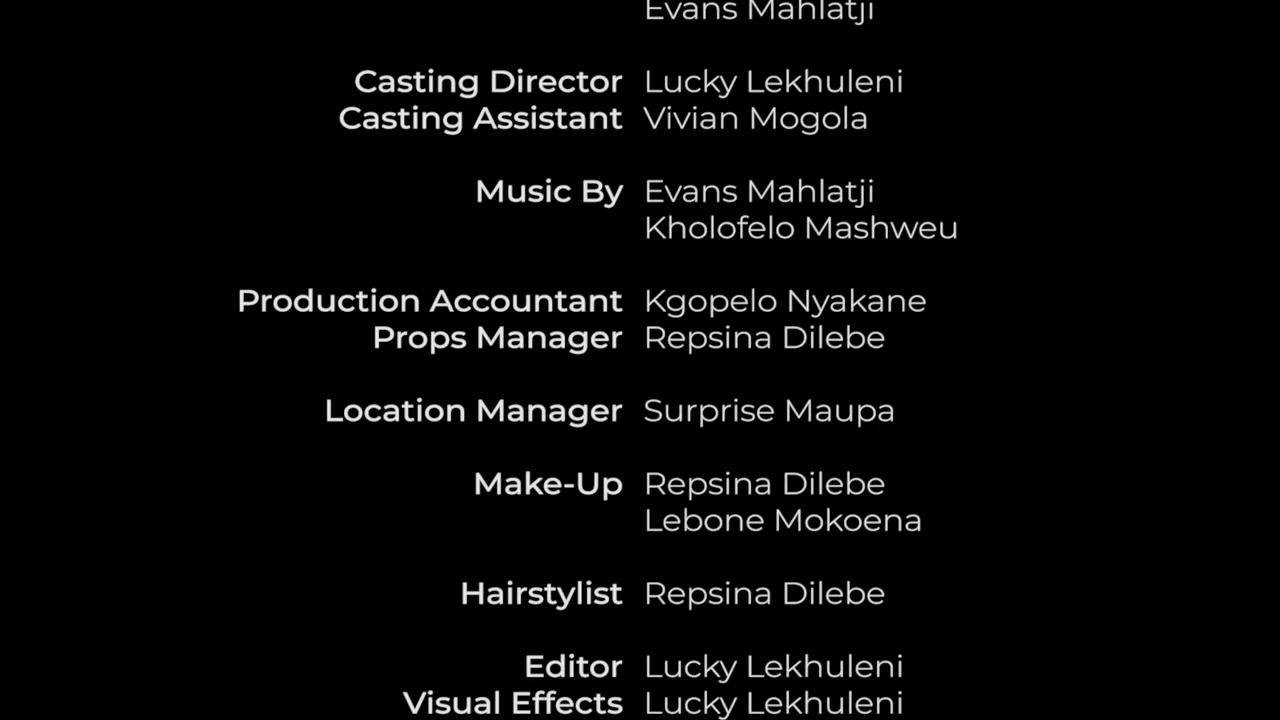 Evans Mahlatji
Casting Director Lucky Lekhuleni
Casting Assistant Vivian Mogola
Music By Evans Mahlatji
Kholofelo Mashweu
Production Accountant Kgopelo Nyakane
Props Manager Repsina Dilebe
Location Manager Surprise Maupa
Make-Up Repsina Dilebe
Lebone Mokoena
Hairstylist Repsina Dilebe
Editor Lucky Lekhuleni
Visual Effects Lucky Lekhuleni